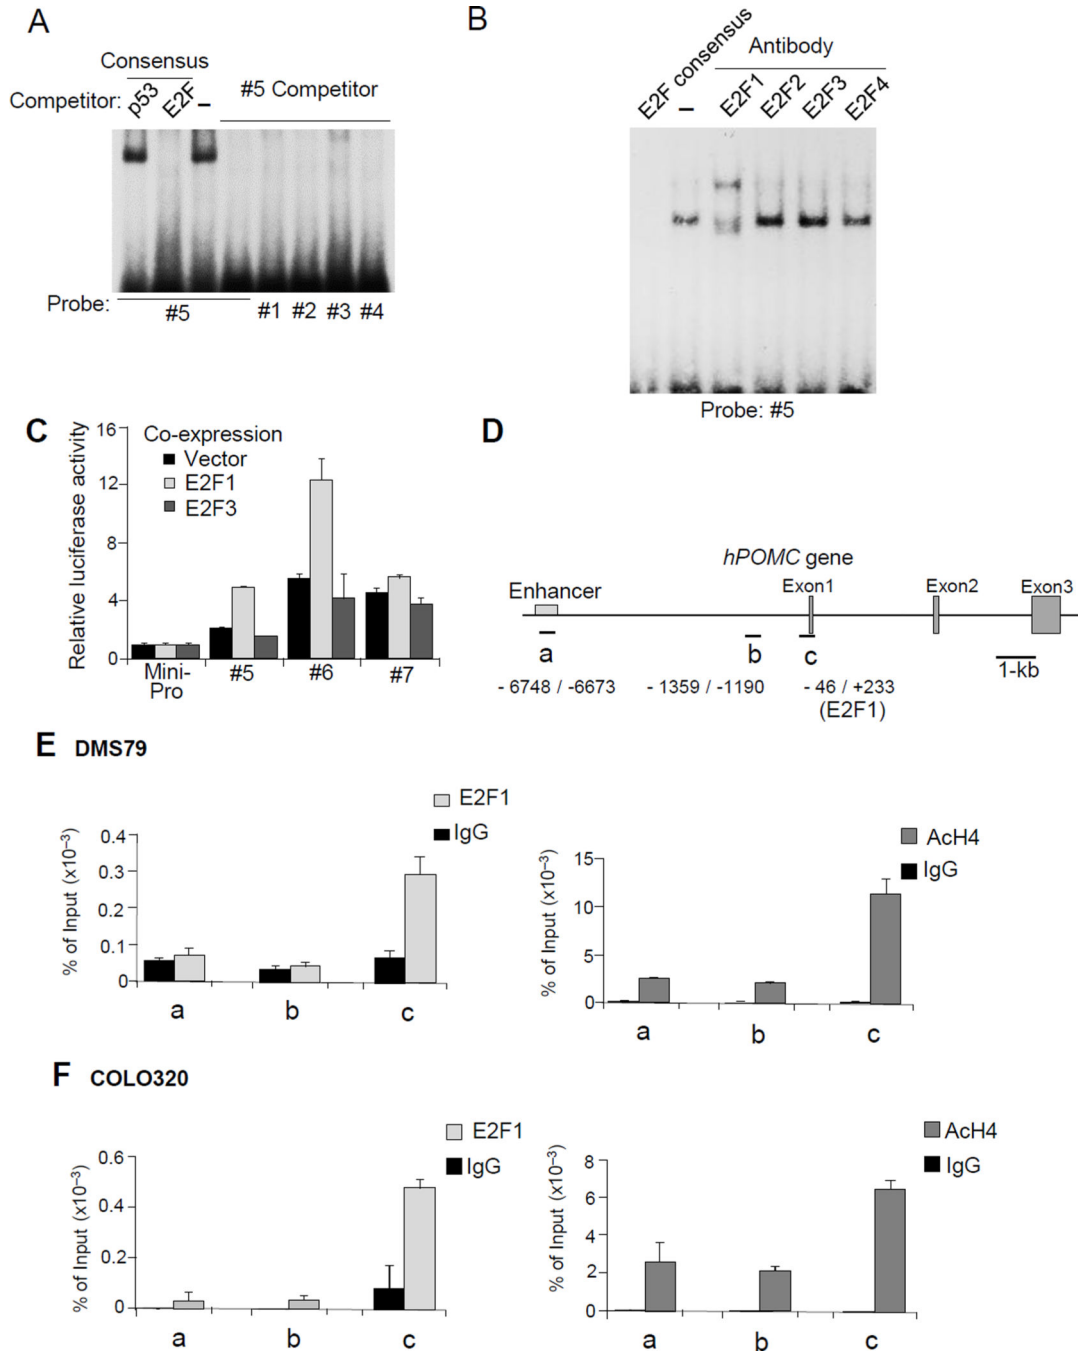 A
Consensus
Competitor: p53 E2F –
#5 Competitor
Probe:
#5 #1 #2 #3 #4
B
E2F consensus
–
Antibody
E2F1 E2F2 E2F3 E2F4
Probe: #5
C
Relative luciferase activity
16
12
8
4
0
Co-expression
Vector
E2F1
E2F3
Mini-Pro #5 #6 #7
D
hPOMC gene
Enhancer Exon1 Exon2 Exon3
a b c
1-kb
- 6748 / -6673 - 1359 / -1190 - 46 / +233
(E2F1)
E DMS79
E2F1
IgG
% of Input (x10⁻³)
0.4
0.3
0.2
0.1
0
a b c
AcH4
IgG
% of Input (x10⁻³)
15
10
5
0
a b c
F COLO320
E2F1
IgG
% of Input (x10⁻³)
0.6
0.4
0.2
0
a b c
AcH4
IgG
% of Input (x10⁻³)
8
6
4
2
0
a b c